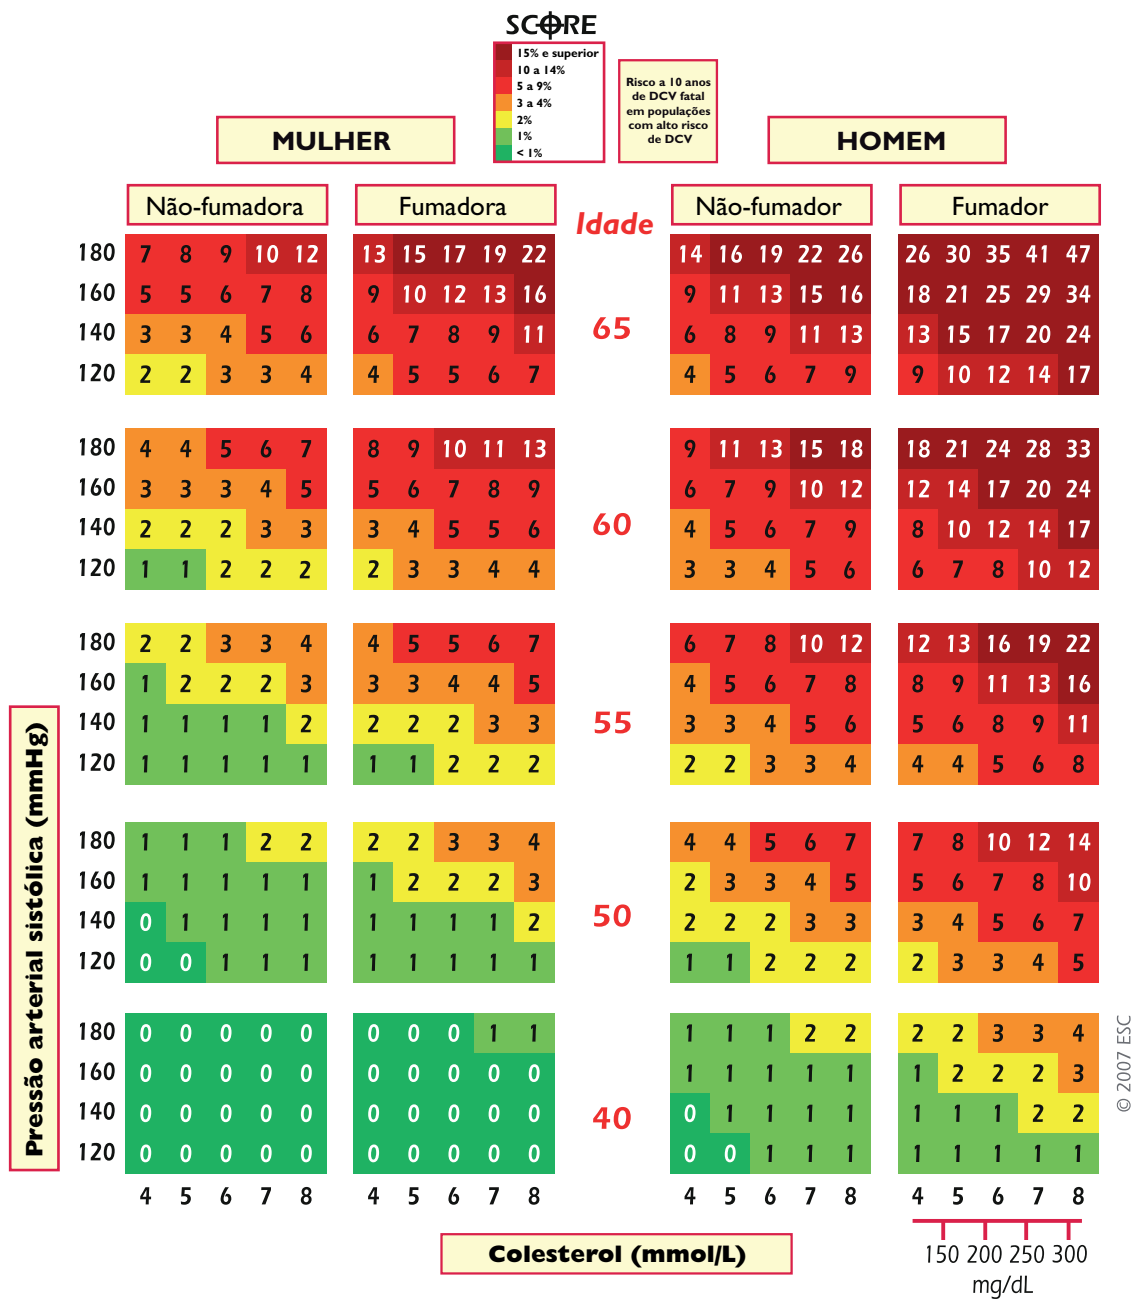 SCORE
15% e superior
10 a 14%
5 a 9%
3 a 4%
2%
1%
< 1%
Risco a 10 anos
de DCV fatal
em populações
com alto risco
de DCV
MULHER
HOMEM
Não-fumadora
Fumadora
Idade
Não-fumador
Fumador
180 7 8 9 10 12 13 15 17 19 22 14 16 19 22 26 26 30 35 41 47
160 5 5 6 7 8 9 10 12 13 16 9 11 13 15 16 18 21 25 29 34
65
140 3 3 4 5 6 6 7 8 9 11 6 8 9 11 13 13 15 17 20 24
120 2 2 3 3 4 4 5 5 6 7 4 5 6 7 9 9 10 12 14 17
180 4 4 5 6 7 8 9 10 11 13 9 11 13 15 18 18 21 24 28 33
160 3 3 3 4 5 5 6 7 8 9 6 7 9 10 12 12 14 17 20 24
60
140 2 2 2 3 3 3 4 5 5 6 4 5 6 7 9 8 10 12 14 17
120 1 1 2 2 2 2 3 3 4 4 3 3 4 5 6 6 7 8 10 12
180 2 2 3 3 4 4 5 5 6 7 6 7 8 10 12 12 13 16 19 22
160 1 2 2 2 3 3 3 4 4 5 4 5 6 7 8 8 9 11 13 16
55
140 1 1 1 1 2 2 2 2 3 3 3 3 4 5 6 5 6 8 9 11
120 1 1 1 1 1 1 1 2 2 2 2 2 3 3 4 4 4 5 6 8
180 1 1 1 2 2 2 2 3 3 4 4 4 5 6 7 7 8 10 12 14
160 1 1 1 1 1 1 2 2 2 3 2 3 3 4 5 5 6 7 8 10
50
140 0 1 1 1 1 1 1 1 1 2 2 2 2 3 3 3 4 5 6 7
120 0 0 1 1 1 1 1 1 1 1 1 1 2 2 2 2 3 3 4 5
180 0 0 0 0 0 0 0 0 1 1 1 1 1 2 2 2 2 3 3 4
160 0 0 0 0 0 0 0 0 0 0 1 1 1 1 1 1 2 2 2 3
40
140 0 0 0 0 0 0 0 0 0 0 0 1 1 1 1 1 1 1 2 2
120 0 0 0 0 0 0 0 0 0 0 0 0 1 1 1 1 1 1 1 1
4 5 6 7 8 4 5 6 7 8 4 5 6 7 8 4 5 6 7 8
Pressão arterial sistólica (mmHg)
Colesterol (mmol/L)
150 200 250 300
mg/dL
© 2007 ESC